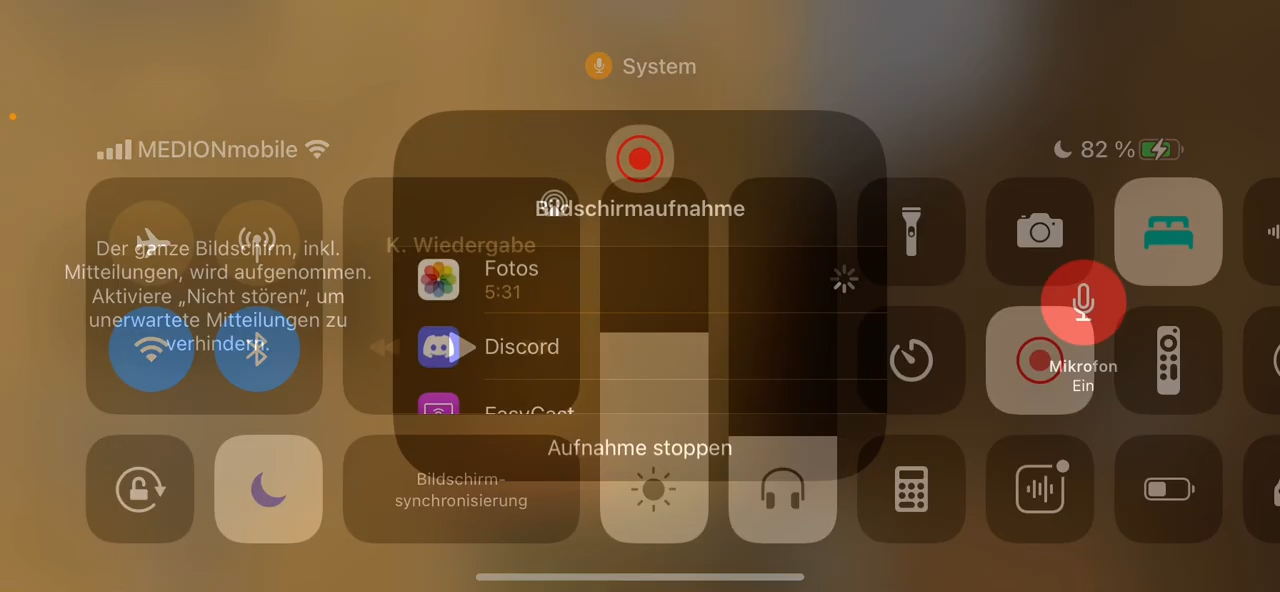 System
MEDIONmobile
82 %
Bildschirmaufnahme
Der ganze Bildschirm, inkl.
Mitteilungen, wird aufgenommen.
Aktiviere „Nicht stören“, um
unerwartete Mitteilungen zu
verhindern.
K. Wiedergabe
Fotos
5:31
Discord
EasyCast
Mikrofon
Ein
Aufnahme stoppen
Bildschirm-
synchronisierung